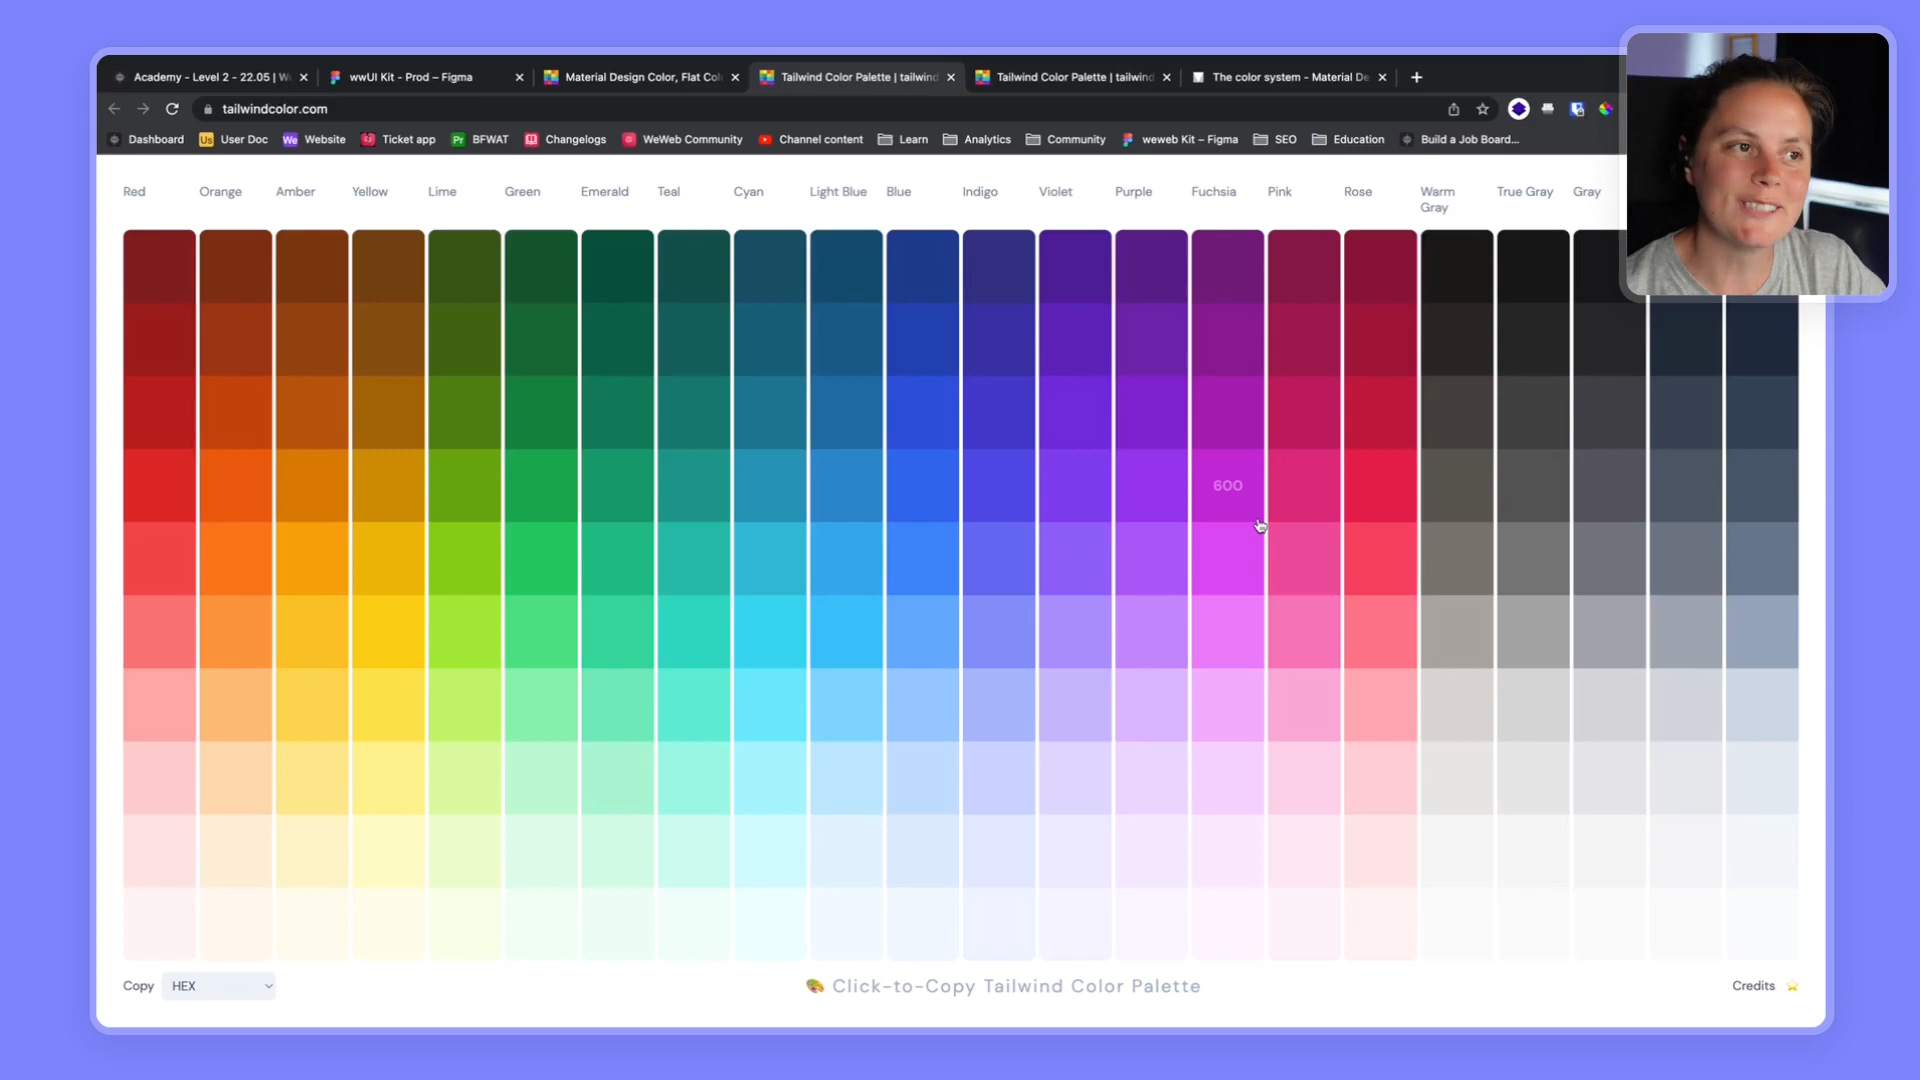 Academy - Level 2 - 22.05 | We
wwUI Kit - Prod – Figma
Material Design Color, Flat Col
Tailwind Color Palette | tailwind
Tailwind Color Palette | tailwind
The color system - Material De
tailwindcolor.com
Dashboard
Us User Doc
We Website
Ticket app
Pr BFWAT
Changelogs
WeWeb Community
Channel content
Learn
Analytics
Community
weweb Kit – Figma
SEO
Education
Build a Job Board...
Red
Orange
Amber
Yellow
Lime
Green
Emerald
Teal
Cyan
Light Blue
Blue
Indigo
Violet
Purple
Fuchsia
Pink
Rose
Warm
Gray
True Gray
Gray
600
Copy
HEX
Click-to-Copy Tailwind Color Palette
Credits